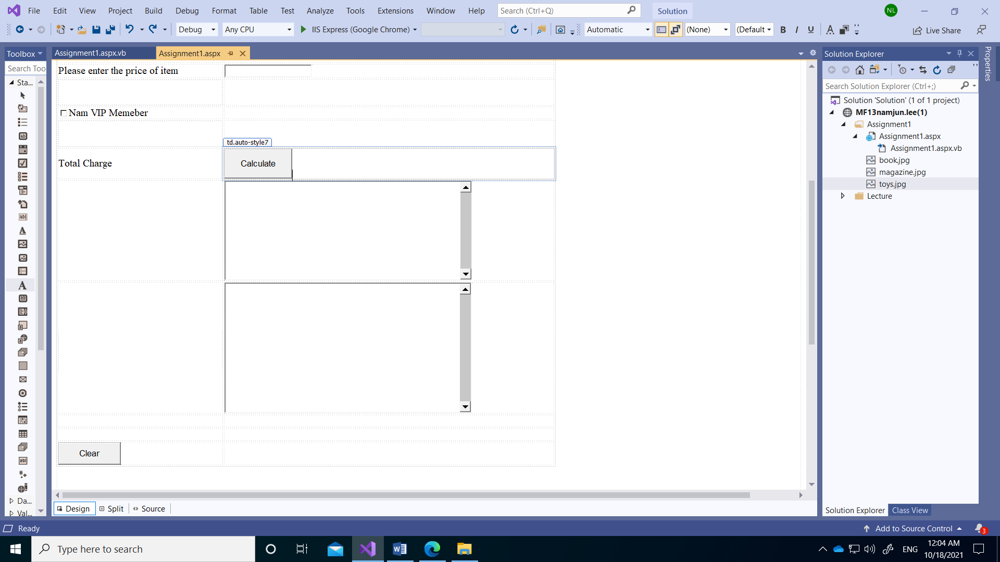 File Edit View Project Build Debug Format Table Test Analyze Tools Extensions Window Help Search (Ctrl+Q) Solution NL
Debug Any CPU IIS Express (Google Chrome) Automatic (None) (Default B I U A Live Share
Toolbox Assignment1.aspx.vb Assignment1.aspx Solution Explorer Properties
Search Too
Sta...
Da...
Val...
Please enter the price of item
Nam VIP Memeber
td.auto-style7
Total Charge Calculate
Clear
Design Split Source
Search Solution Explorer (Ctrl+;)
Solution 'Solution' (1 of 1 project)
MF13namjun.lee(1)
Assignment1
Assignment1.aspx
Assignment1.aspx.vb
book.jpg
magazine.jpg
toys.jpg
Lecture
Solution Explorer Class View
Ready Add to Source Control 3
Type here to search ENG 12:04 AM
10/18/2021